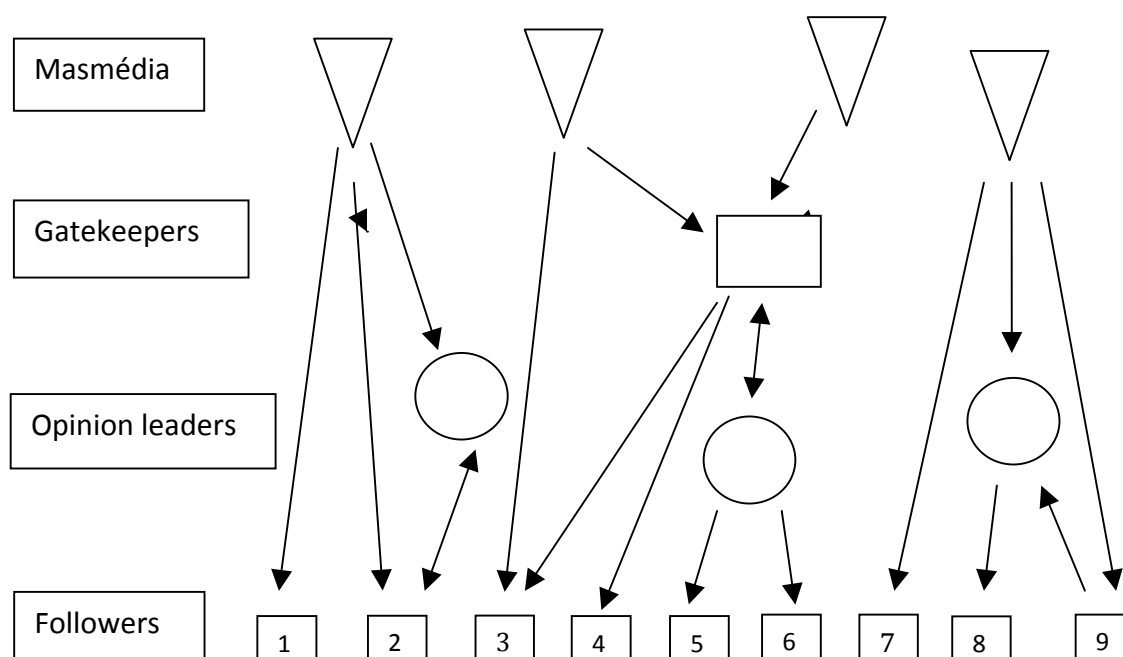 Masmédia
Gatekeepers
Opinion leaders
Followers
1 2 3 4 5 6 7 8 9